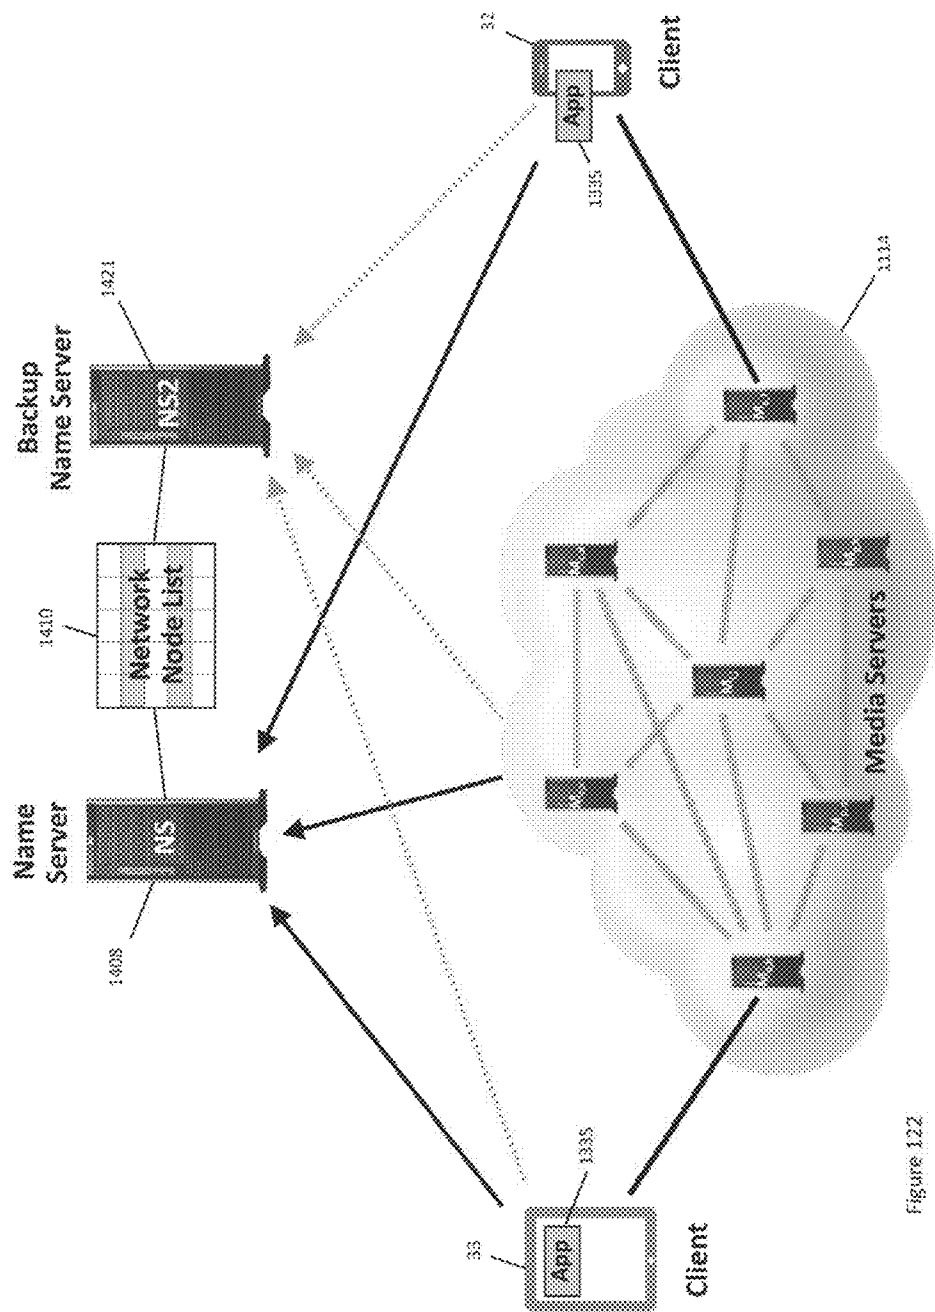 Name
Server
Backup
Name Server
1410
1421
1408
NS
Network
Node List
NS2
33
App
1335
Client
32
App
1335
Client
Media Servers
1114
Figure 122